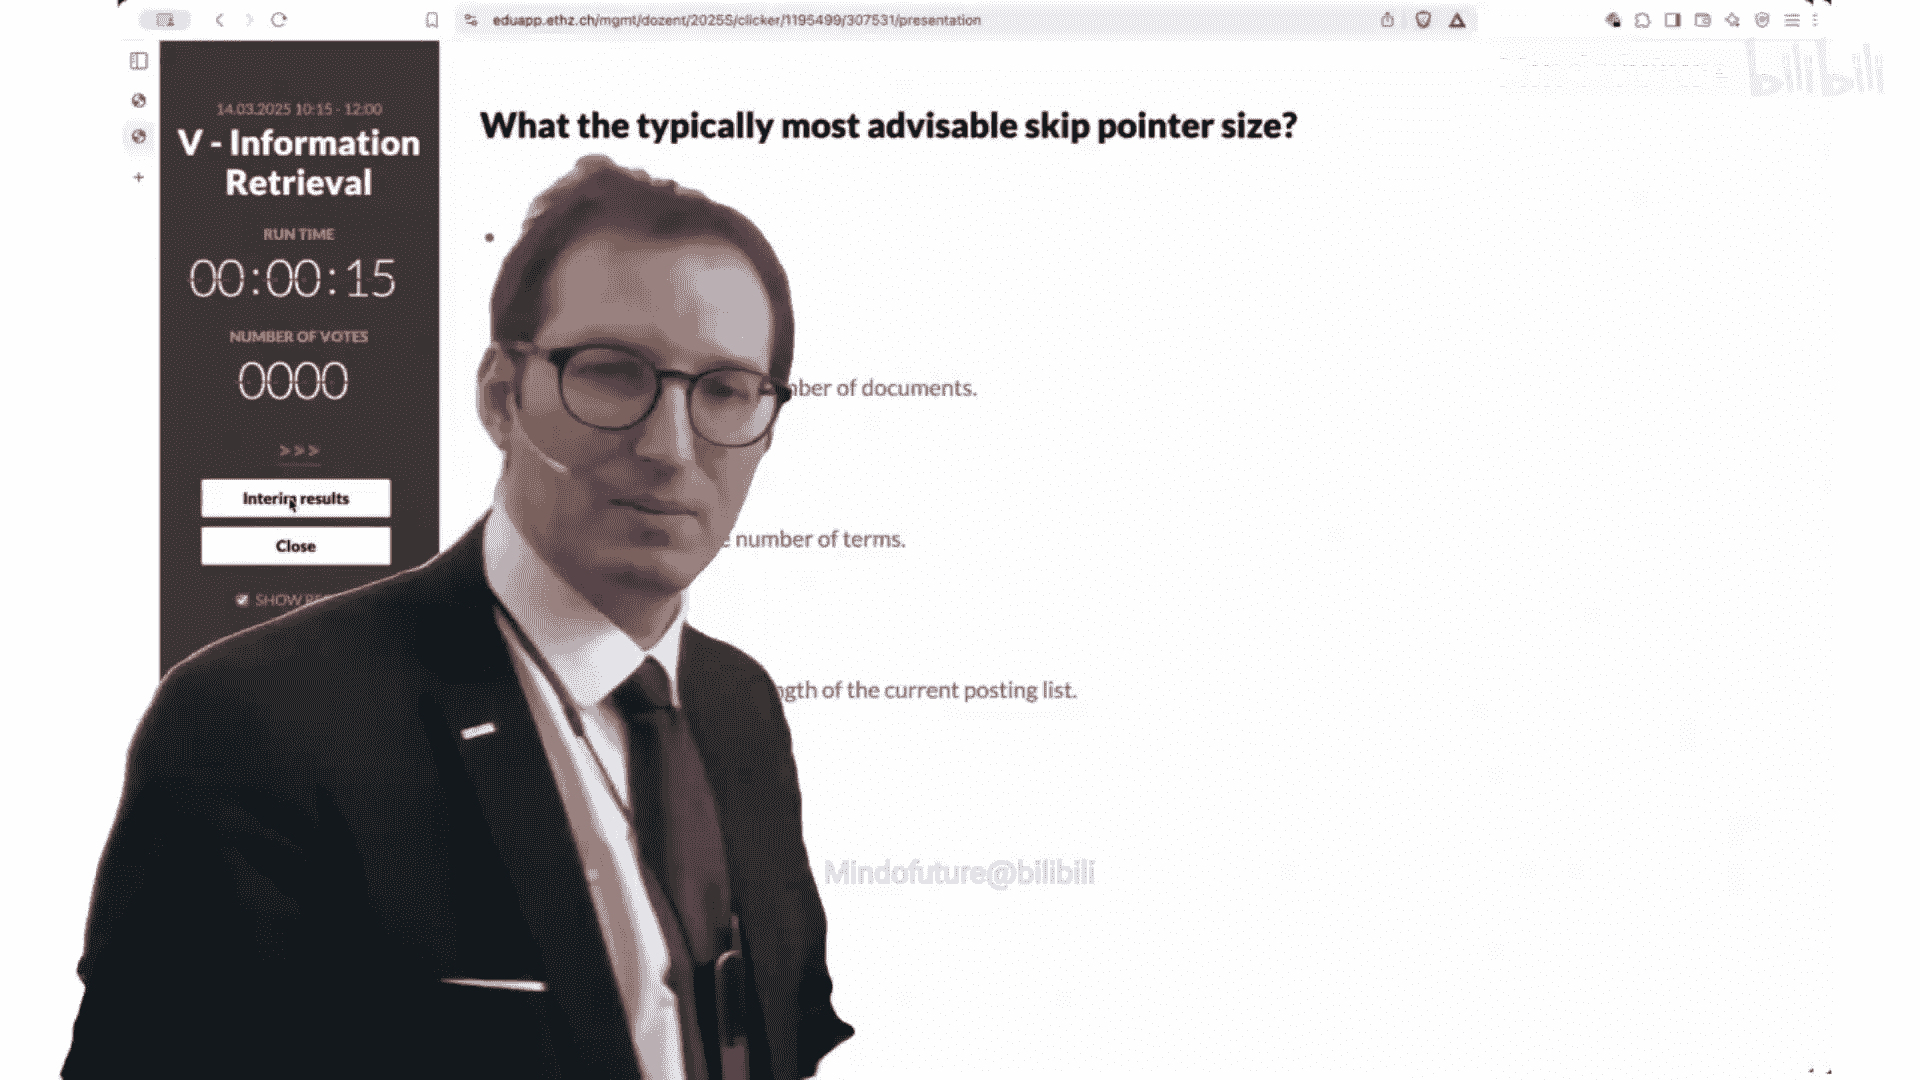 eduapp.ethz.ch/mgmt/dozent/2025S/clicker/1195499/307531/presentation
bilibili
14.03.2025 10:15 - 12:00
V - Information
Retrieval
RUN TIME
00:00:15
NUMBER OF VOTES
0000
>>>
Interim results
Close
SHOW
What the typically most advisable skip pointer size?
of documents.
number of terms.
of the current posting list.
Mindofuture@bilibili